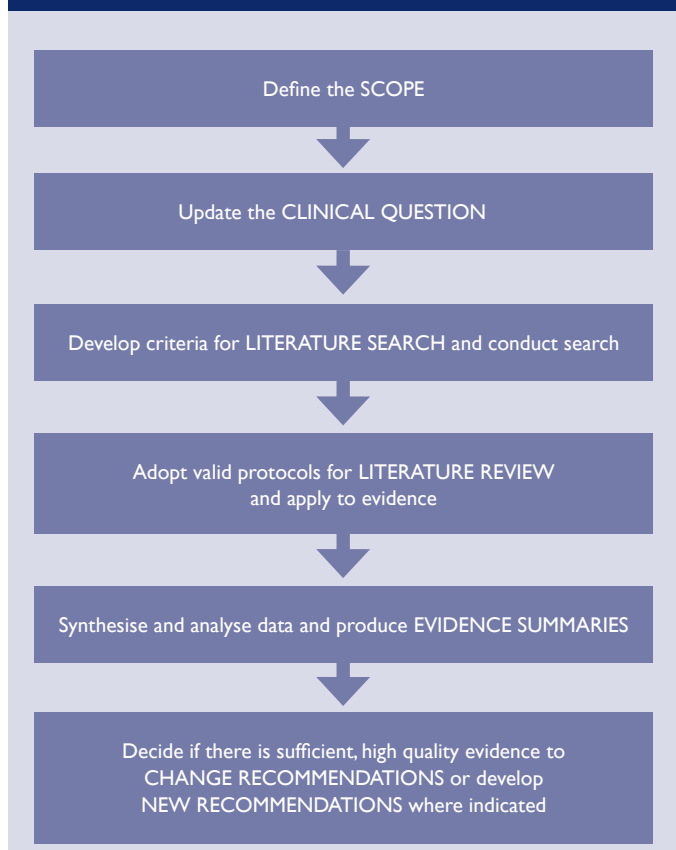 Define the SCOPE
Update the CLINICAL QUESTION
Develop criteria for LITERATURE SEARCH and conduct search
Adopt valid protocols for LITERATURE REVIEW
and apply to evidence
Synthesise and analyse data and produce EVIDENCE SUMMARIES
Decide if there is sufficient, high quality evidence to
CHANGE RECOMMENDATIONS or develop
NEW RECOMMENDATIONS where indicated